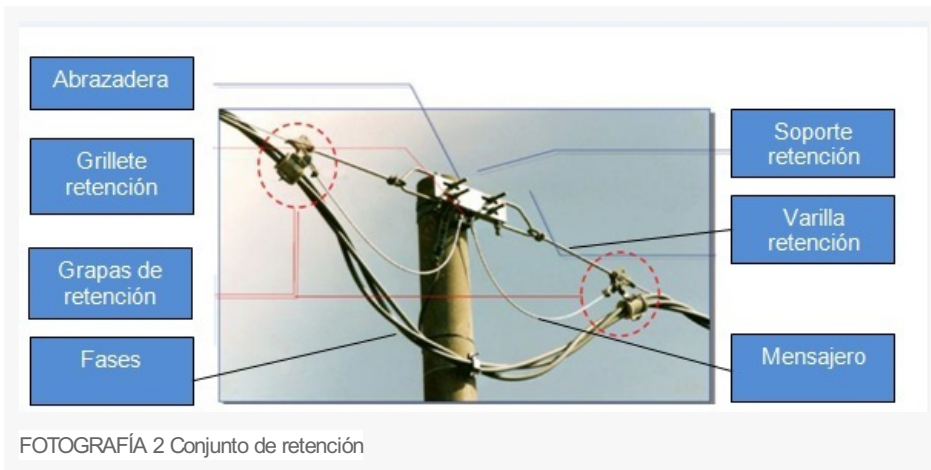 Abrazadera
Grillete
retención
Grapas de
retención
Fases
Soporte
retención
Varilla
retención
Mensajero
FOTOGRAFÍA 2 Conjunto de retención